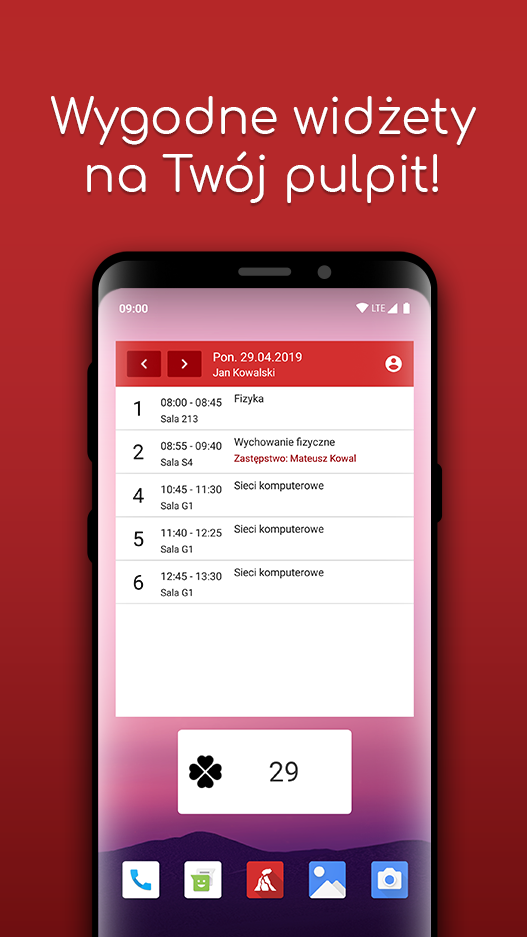 Wygodne widżety
na Twój pulpit!
09:00 LTE
Pon. 29.04.2019
Jan Kowalski
1 08:00 - 08:45 Fizyka
Sala 213
2 08:55 - 09:40 Wychowanie fizyczne
Sala S4 Zastępstwo: Mateusz Kowal
4 10:45 - 11:30 Sieci komputerowe
Sala G1
5 11:40 - 12:25 Sieci komputerowe
Sala G1
6 12:45 - 13:30 Sieci komputerowe
Sala G1
29